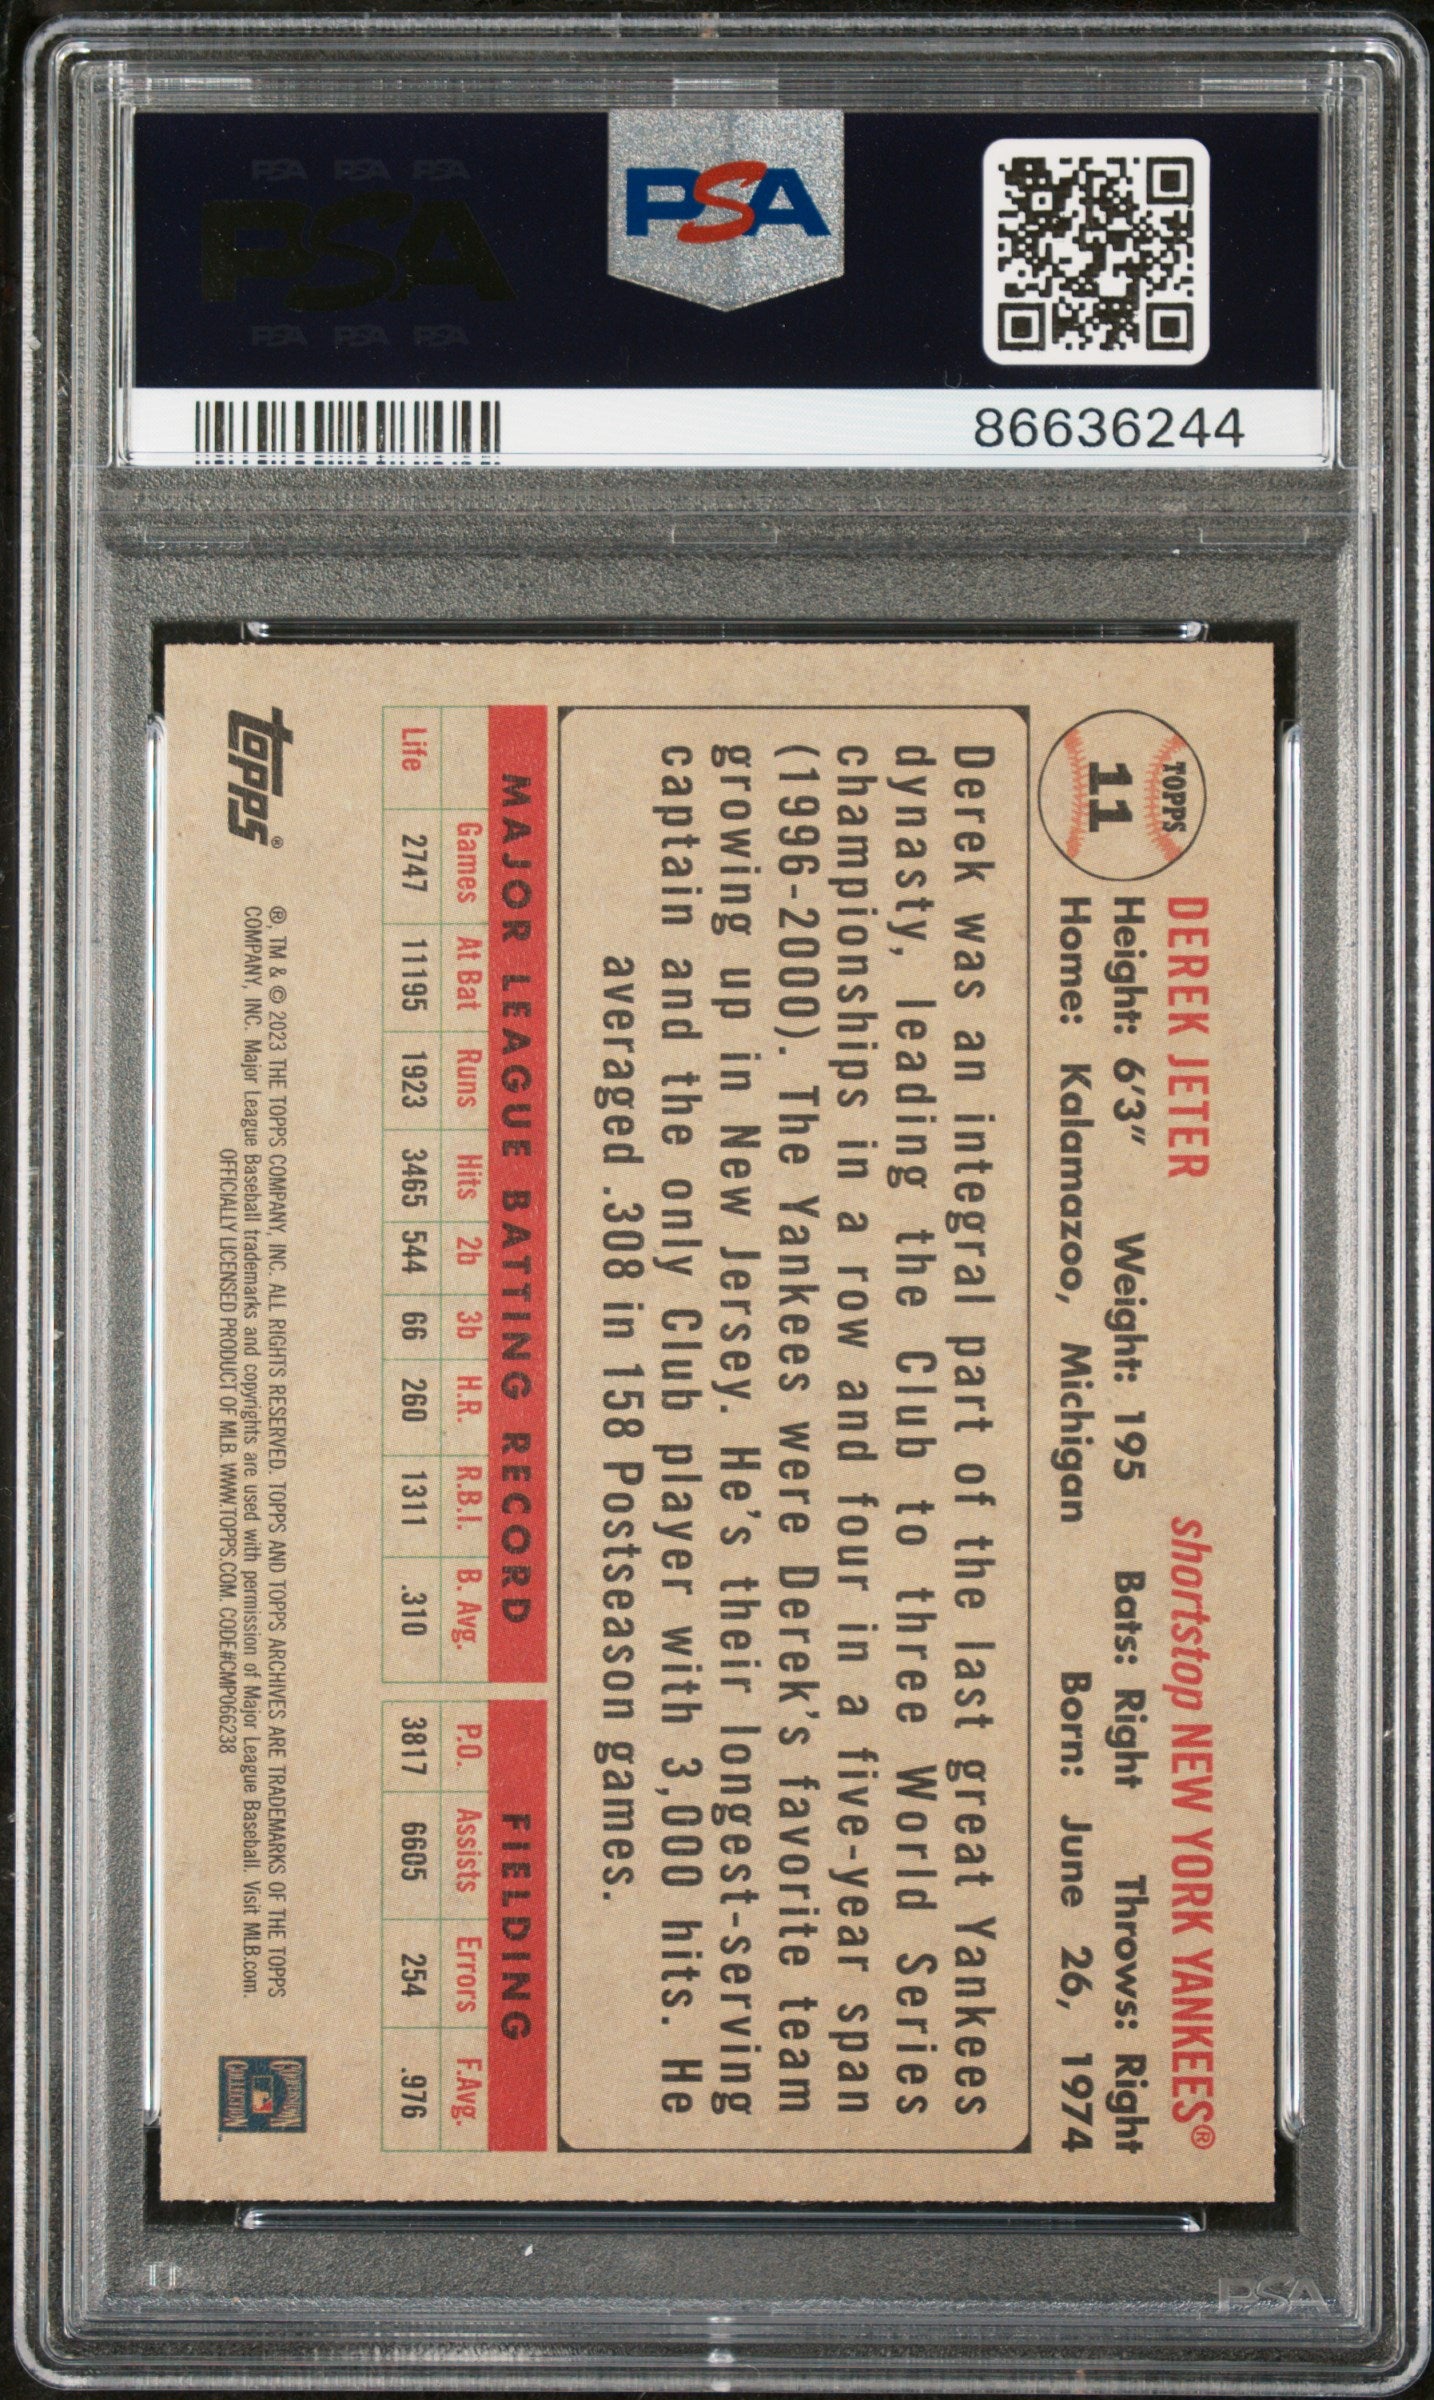 PSA PSA PSA
PSA
PSA PSA PSA
PSA
86636244
TOPPS
11
DEREK JETER shortstop NEW YORK YANKEES®
Height: 6'3" Weight: 195 Bats: Right Throws: Right
Home: Kalamazoo, Michigan Born: June 26, 1974
Derek was an integral part of the last great Yankees
dynasty, leading the Club to three World Series
championships in a row and four in a five-year span
(1996-2000). The Yankees were Derek's favorite team
growing up in New Jersey. He's their longest-serving
captain and the only Club player with 3,000 hits. He
averaged .308 in 158 Postseason games.
MAJOR LEAGUE BATTING RECORD FIELDING
Games At Bat Runs Hits 2b 3b H.R. R.B.I. B. Avg. P.O. Assists Errors F.Avg.
Life 2747 11195 1923 3465 544 66 260 1311 .310 3817 6605 254 .976
topps®
®, TM & © 2023 THE TOPPS COMPANY, INC. ALL RIGHTS RESERVED. TOPPS AND TOPPS ARCHIVES ARE TRADEMARKS OF THE TOPPS
COMPANY, INC. Major League Baseball trademarks and copyrights are used with permission of Major League Baseball. Visit MLB.com.
OFFICIALLY LICENSED PRODUCT OF MLB. WWW.TOPPS.COM. CODE#CMP066238
COOPERSTOWN
COLLECTION™
PSA